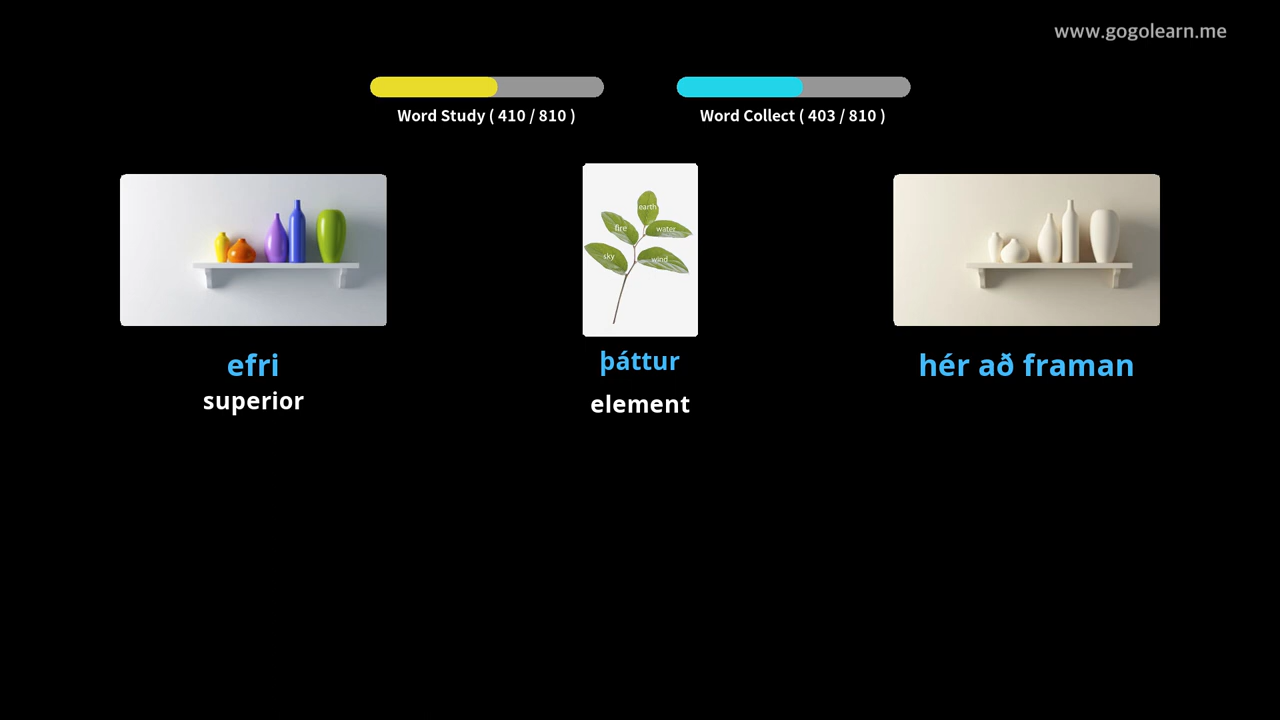 www.gogolearn.me
Word Study ( 410 / 810 )
Word Collect ( 403 / 810 )
earth
fire
water
sky
wind
efri
superior
þáttur
element
hér að framan